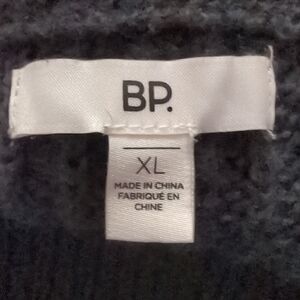 BP.
XL
MADE IN CHINA
FABRIQUÉ EN
CHINE